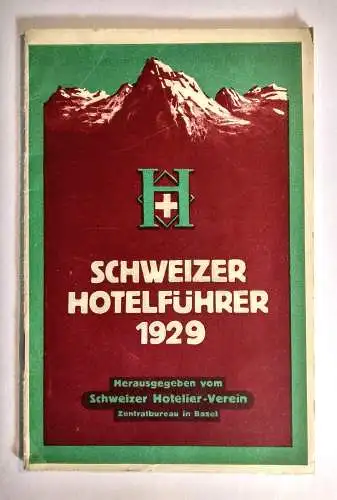 H
SCHWEIZER
HOTELFÜHRER
1929
Herausgegeben vom
Schweizer Hotelier-Verein
Zentralbureau in Basel